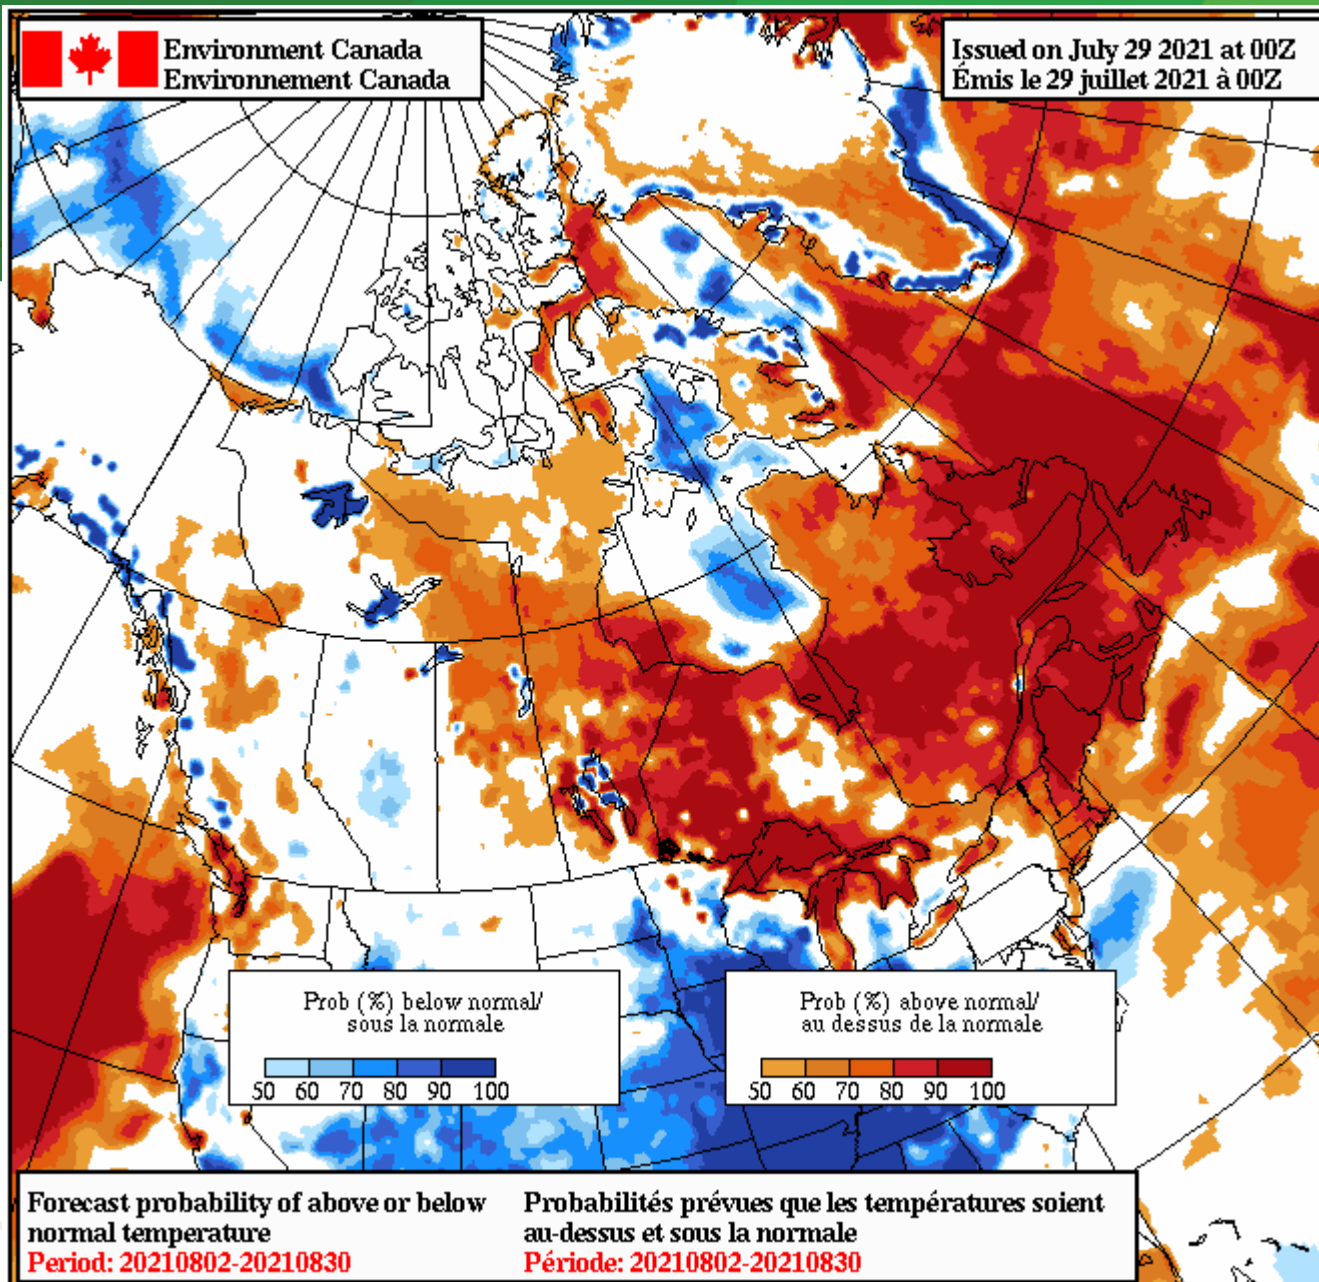 Environment Canada
Environnement Canada
Issued on July 29 2021 at 00Z
Émis le 29 juillet 2021 à 00Z
Prob (%) below normal/
sous la normale
50 60 70 80 90 100
Prob (%) above normal/
au dessus de la normale
50 60 70 80 90 100
Forecast probability of above or below
normal temperature
Period: 20210802-20210830
Probabilités prévues que les températures soient
au-dessus et sous la normale
Période: 20210802-20210830